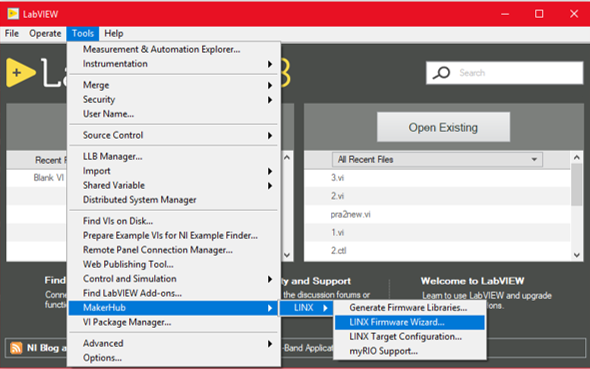 LabVIEW
File Operate Tools Help
Measurement & Automation Explorer...
Instrumentation
Merge
Security
User Name...
Source Control
LLB Manager...
Import
Shared Variable
Distributed System Manager
Find VIs on Disk...
Prepare Example VIs for NI Example Finder...
Remote Panel Connection Manager...
Web Publishing Tool...
Control and Simulation
Find LabVIEW Add-ons...
MakerHub
VI Package Manager...
Advanced
Options...
LINX
Generate Firmware Libraries...
LINX Firmware Wizard...
LINX Target Configuration...
myRIO Support...
Search
Open Existing
Recent
All Recent Files
Blank VI
3.vi
2.vi
pra2new.vi
1.vi
2.ctl
Find
and Support
Welcome to LabVIEW
the discussion forums or
Learn to use LabVIEW and upgrade
NI Blog
-Band